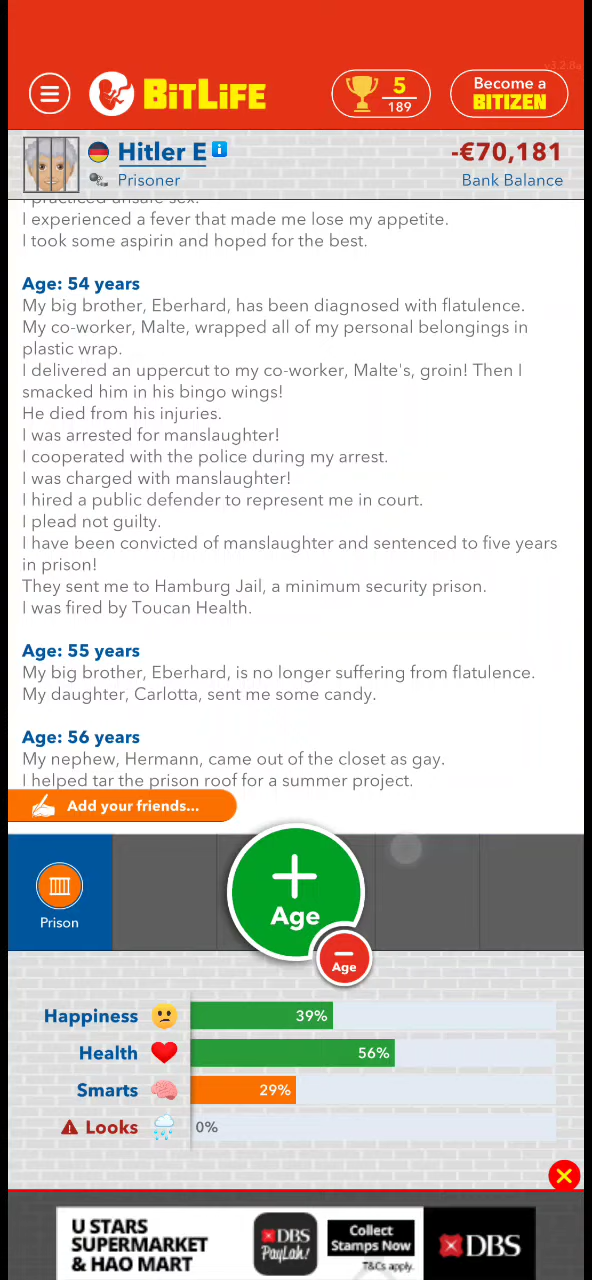 v3.2.8a
BiTLiFE
5
189
Become a
BITIZEN
Hitler E
-€70,181
Prisoner
Bank Balance
I practiced unsafe sex.
I experienced a fever that made me lose my appetite.
I took some aspirin and hoped for the best.
Age: 54 years
My big brother, Eberhard, has been diagnosed with flatulence.
My co-worker, Malte, wrapped all of my personal belongings in
plastic wrap.
I delivered an uppercut to my co-worker, Malte's, groin! Then I
smacked him in his bingo wings!
He died from his injuries.
I was arrested for manslaughter!
I cooperated with the police during my arrest.
I was charged with manslaughter!
I hired a public defender to represent me in court.
I plead not guilty.
I have been convicted of manslaughter and sentenced to five years
in prison!
They sent me to Hamburg Jail, a minimum security prison.
I was fired by Toucan Health.
Age: 55 years
My big brother, Eberhard, is no longer suffering from flatulence.
My daughter, Carlotta, sent me some candy.
Age: 56 years
My nephew, Hermann, came out of the closet as gay.
I helped tar the prison roof for a summer project.
Add your friends...
Prison
Age
Age
Happiness
39%
Health
56%
Smarts
29%
Looks
0%
U STARS
SUPERMARKET
& HAO MART
DBS
PayLah!
Collect
Stamps Now
T&Cs apply.
DBS